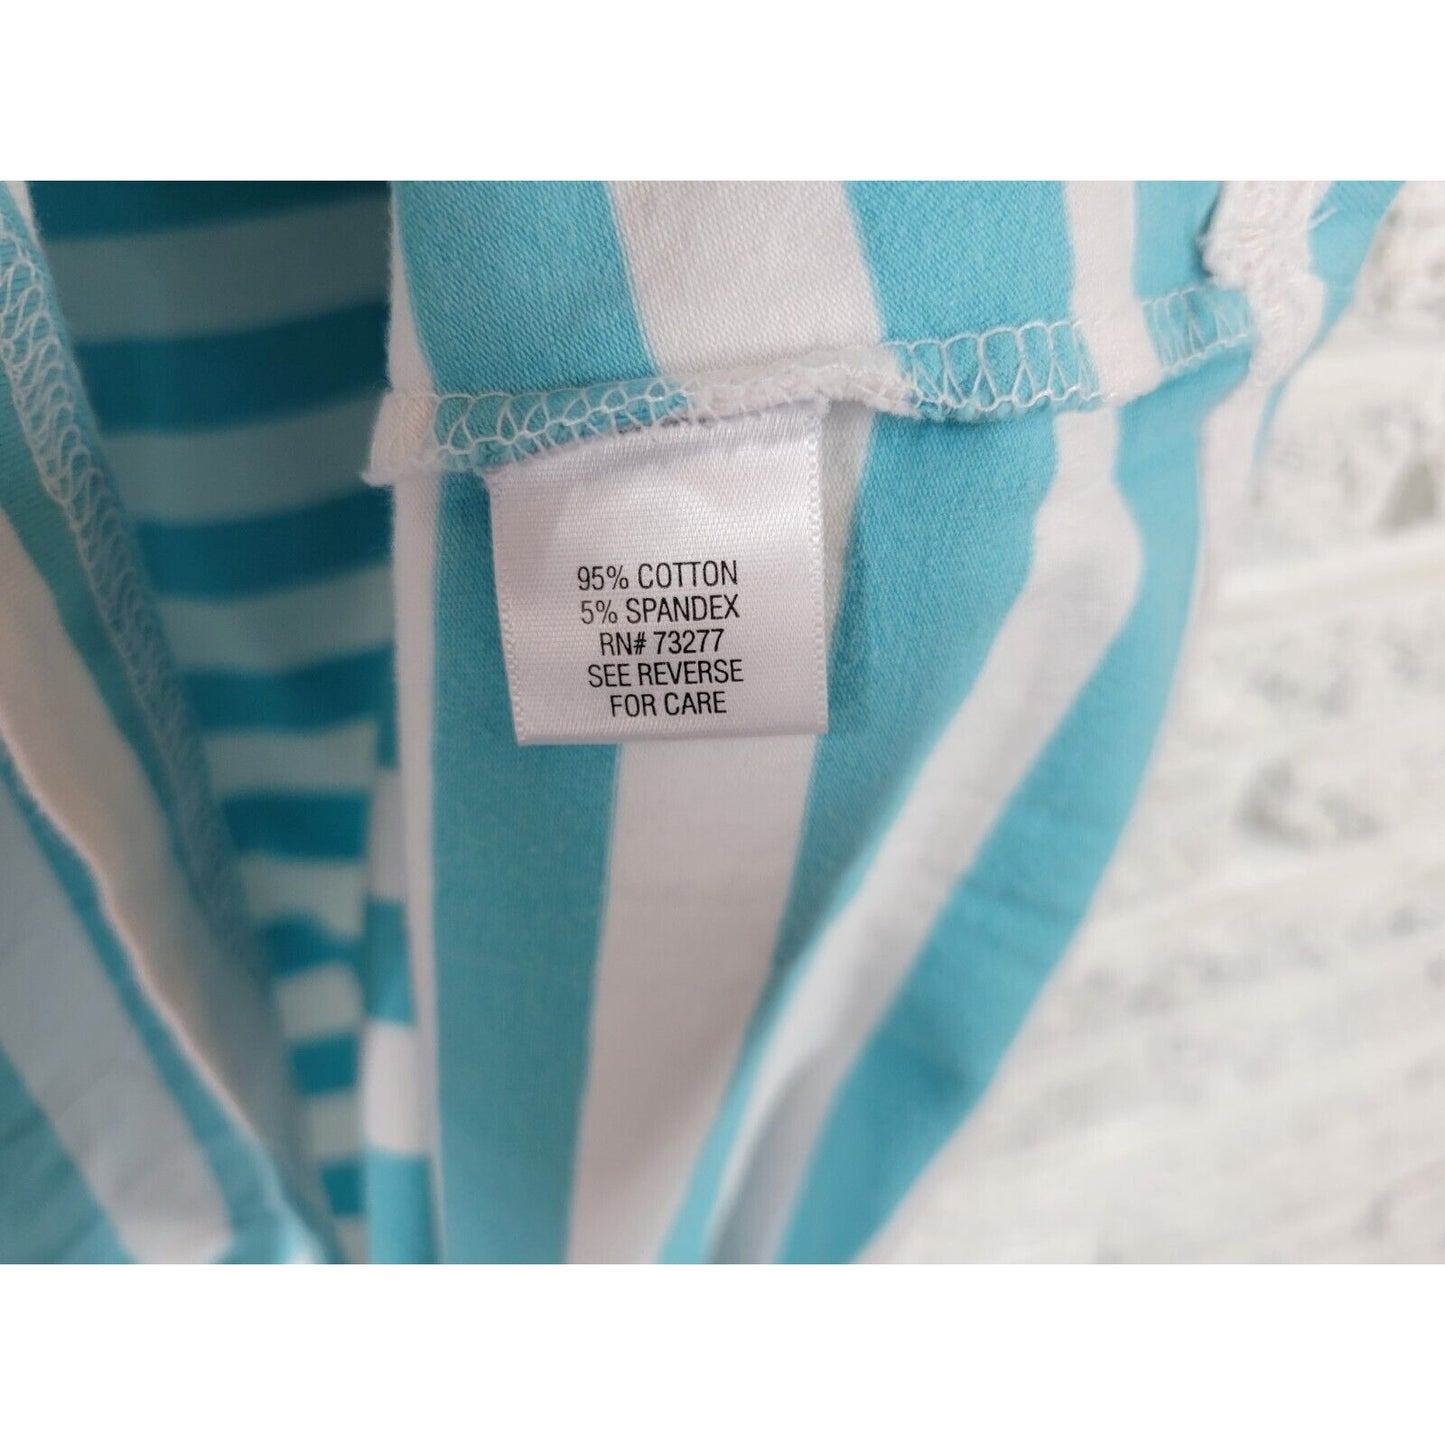 95% COTTON
5% SPANDEX
RN# 73277
SEE REVERSE
FOR CARE